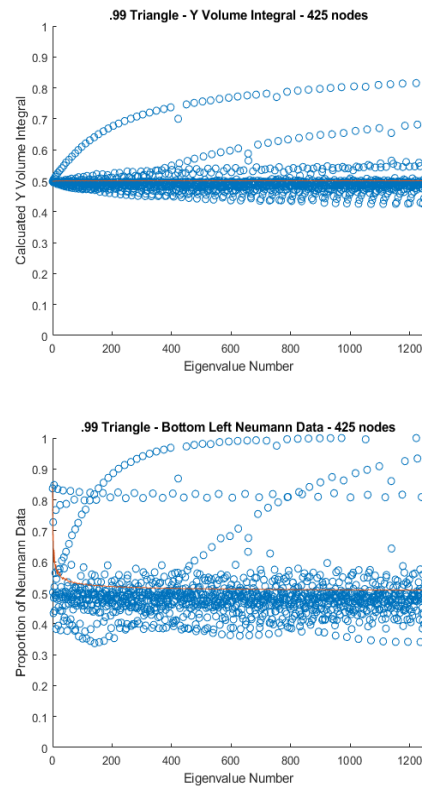 .99 Triangle - Y Volume Integral - 425 nodes
1
0.9
0.8
0.7
0.6
0.5
0.4
0.3
0.2
0.1
0
Calcuated Y Volume Integral
0 200 400 600 800 1000 1200
Eigenvalue Number
.99 Triangle - Bottom Left Neumann Data - 425 nodes
1
0.9
0.8
0.7
0.6
0.5
0.4
0.3
0.2
0.1
0
Proportion of Neumann Data
0 200 400 600 800 1000 1200
Eigenvalue Number